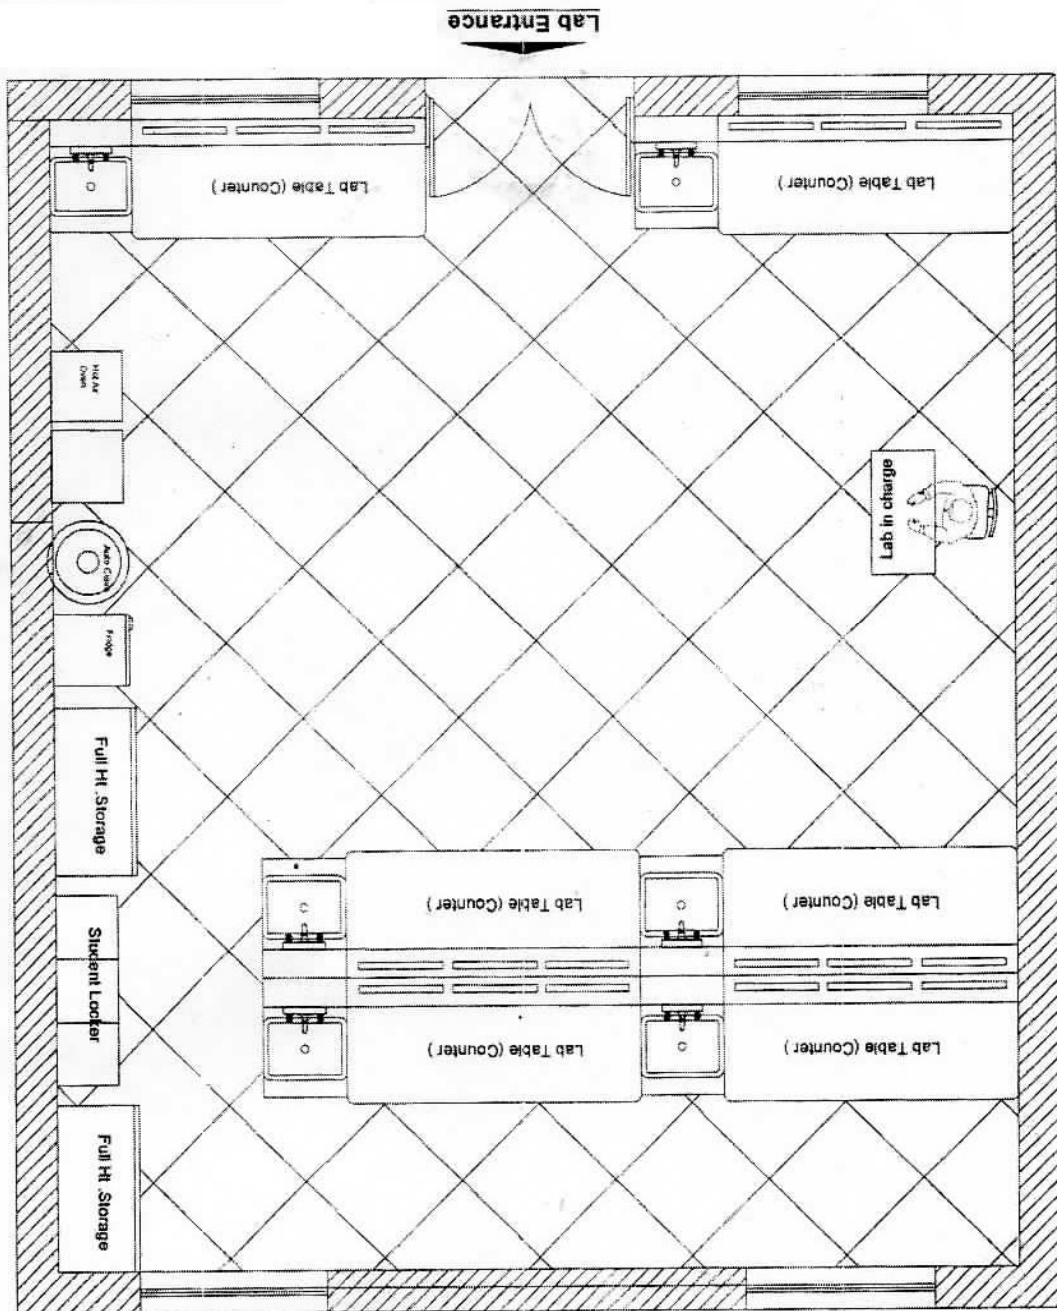 Lab Entrance
Lab Table (Counter )
Lab Table (Counter )
Hot Air
Oven
Lab in charge
Auto Clave
Fridge
Full Ht .Storage
Lab Table (Counter )
Lab Table (Counter )
Student Locker
Lab Table (Counter )
Lab Table (Counter )
Full Ht .Storage